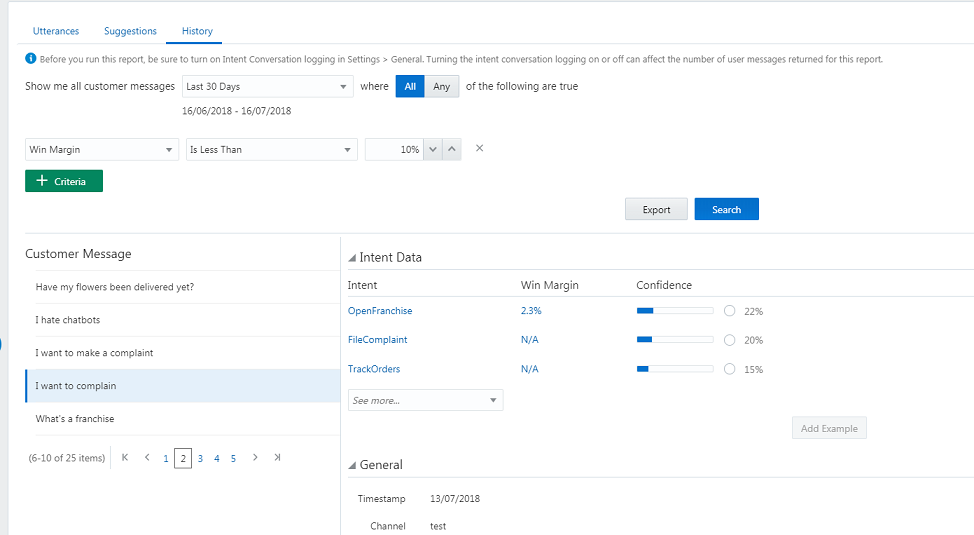 Utterances Suggestions History
Before you run this report, be sure to turn on Intent Conversation logging in Settings > General. Turning the intent conversation logging on or off can affect the number of user messages returned for this report.
Show me all customer messages Last 30 Days where All Any of the following are true
16/06/2018 - 16/07/2018
Win Margin Is Less Than 10%
Criteria
Export Search
Customer Message
Have my flowers been delivered yet?
I hate chatbots
I want to make a complaint
I want to complain
What's a franchise
(6-10 of 25 items) 1 2 3 4 5
Intent Data
Intent Win Margin Confidence
OpenFranchise 2.3% 22%
FileComplaint N/A 20%
TrackOrders N/A 15%
See more...
Add Example
General
Timestamp 13/07/2018
Channel test